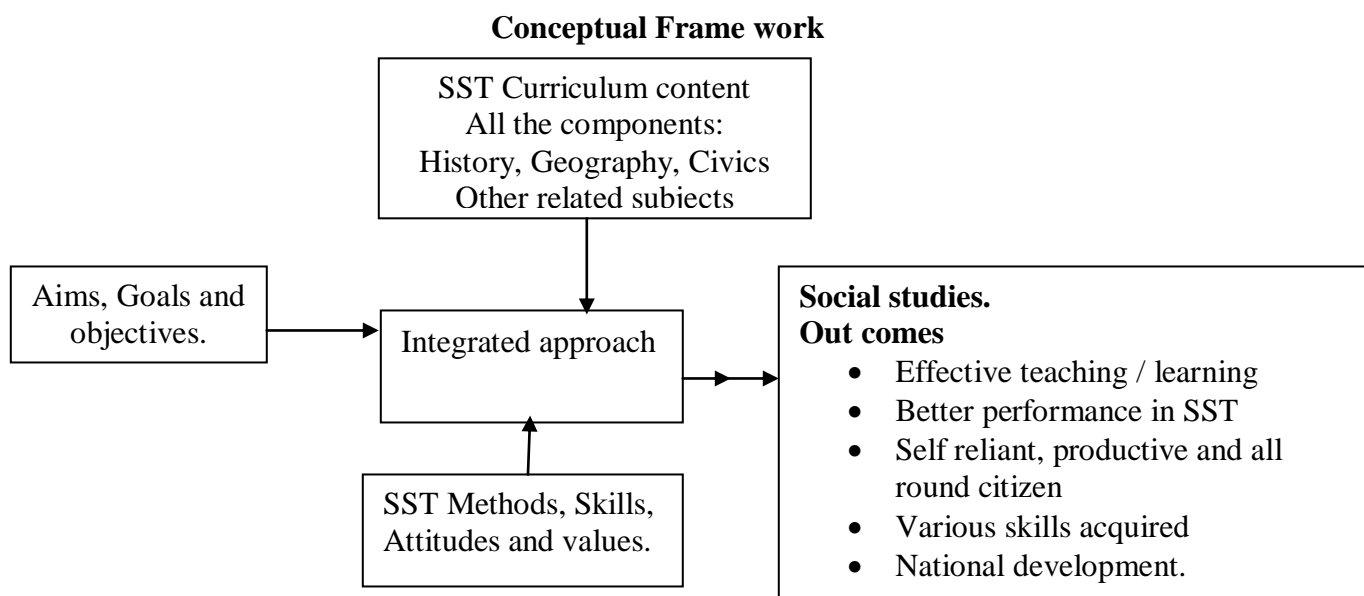 Conceptual Frame work
SST Curriculum content
All the components:
History, Geography, Civics
Other related subjects
Aims, Goals and
objectives.
Integrated approach
SST Methods, Skills,
Attitudes and values.
Social studies.
Out comes
• Effective teaching / learning
• Better performance in SST
• Self reliant, productive and all
round citizen
• Various skills acquired
• National development.